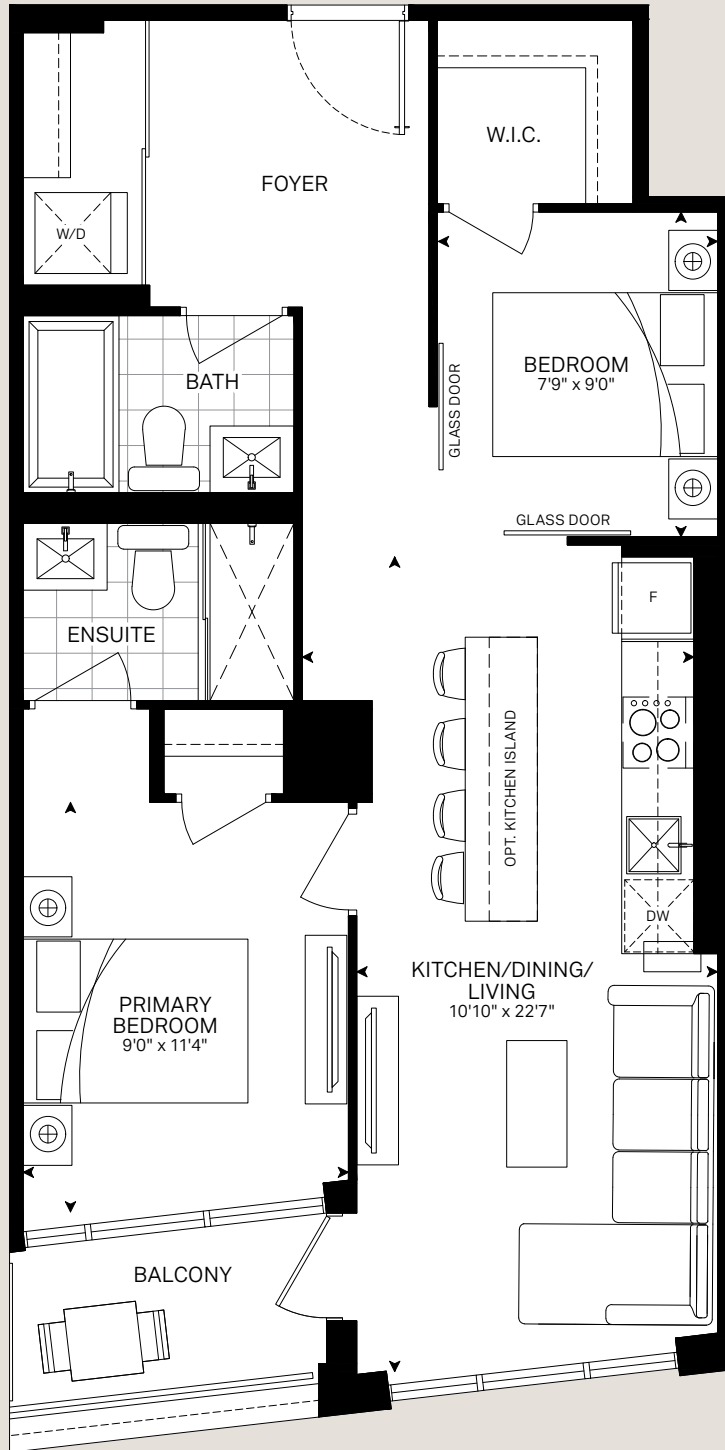 W.I.C.
FOYER
W/D
BEDROOM
7'9" x 9'0"
BATH
GLASS DOOR
GLASS DOOR
F
ENSUITE
OPT. KITCHEN ISLAND
DW
KITCHEN/DINING/
LIVING
10'10" x 22'7"
PRIMARY
BEDROOM
9'0" x 11'4"
BALCONY